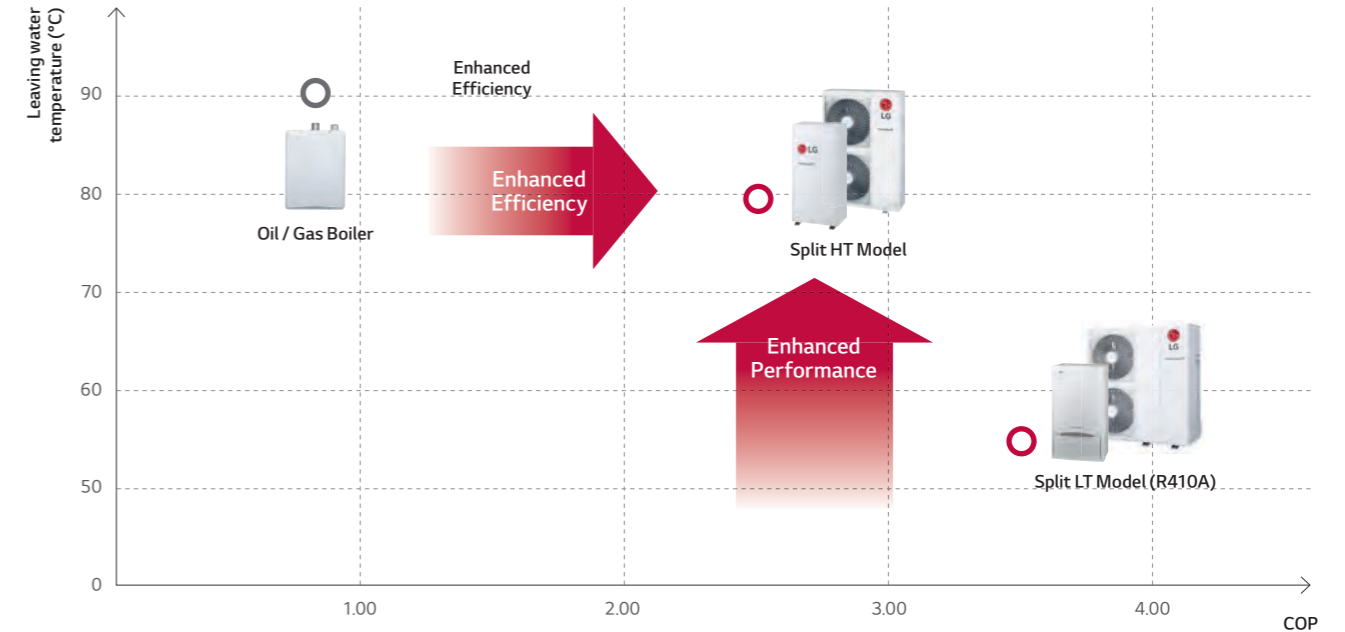 Leaving water
temperature (°C)
90
80
70
60
50
0
Enhanced
Efficiency
Enhanced
Efficiency
Oil / Gas Boiler
LG
LG
Split HT Model
Enhanced
Performance
LG
Split LT Model (R410A)
1.00
2.00
3.00
4.00
COP